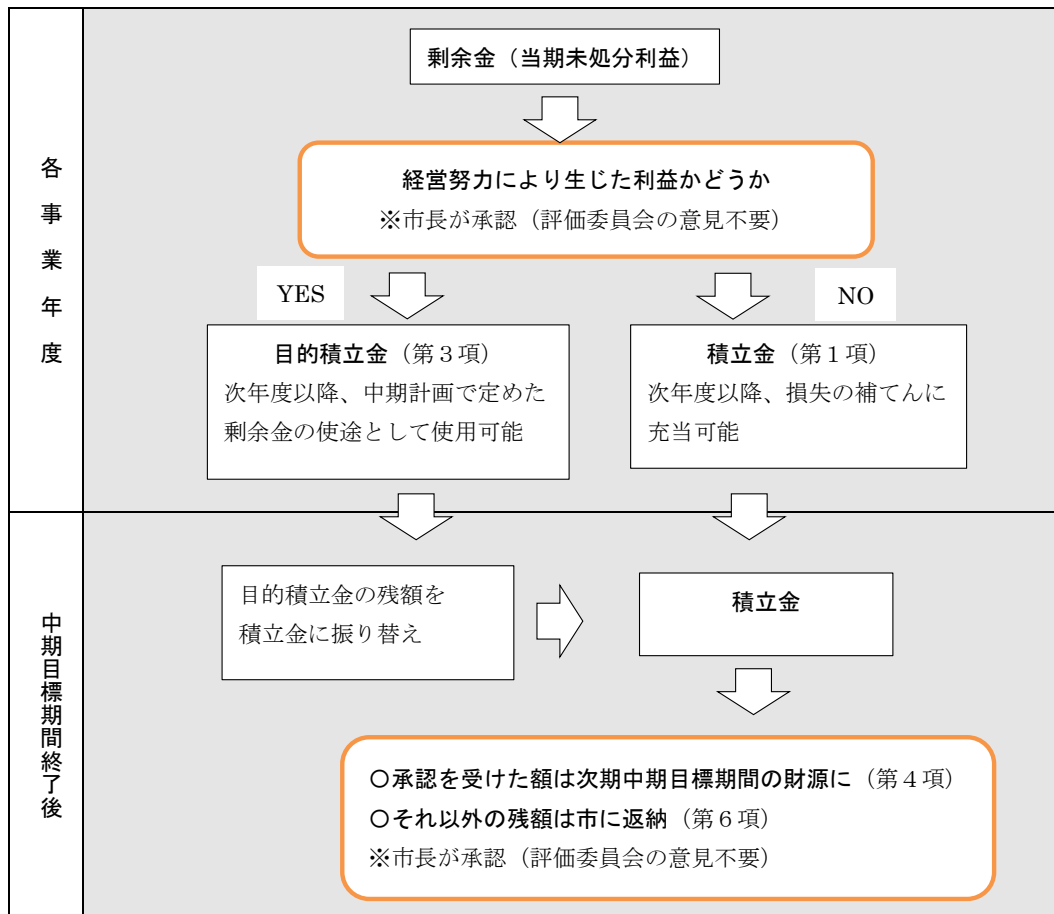 各事業年度
剰余金（当期未処分利益）
経営努力により生じた利益かどうか
※市長が承認（評価委員会の意見不要）
YES
NO
目的積立金（第３項）
次年度以降、中期計画で定めた
剰余金の使途として使用可能
積立金（第１項）
次年度以降、損失の補てんに
充当可能
中期目標期間終了後
目的積立金の残額を
積立金に振り替え
積立金
○承認を受けた額は次期中期目標期間の財源に（第４項）
○それ以外の残額は市に返納（第６項）
※市長が承認（評価委員会の意見不要）